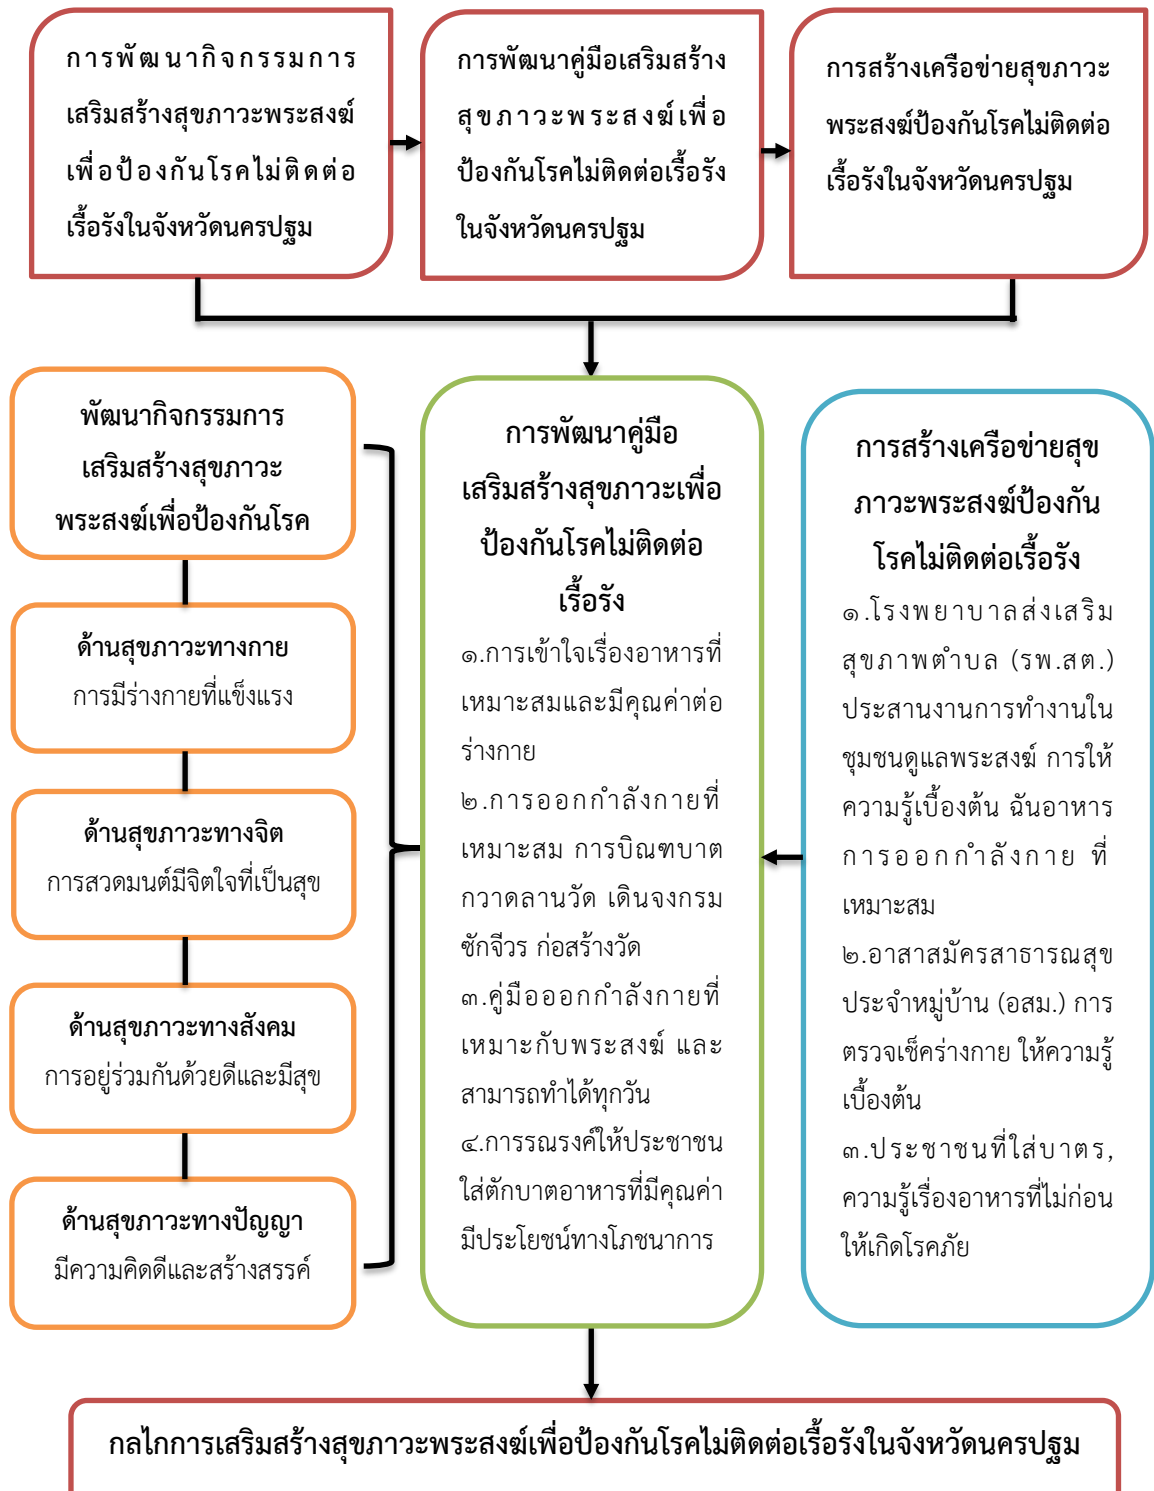 การพัฒนากิจกรรมการ
เสริมสร้างสุขภาวะพระสงฆ์
เพื่อป้องกันโรคไม่ติดต่อ
เรื้อรังในจังหวัดนครปฐม
การพัฒนาคู่มือเสริมสร้าง
สุขภาวะพระสงฆ์เพื่อ
ป้องกันโรคไม่ติดต่อเรื้อรัง
ในจังหวัดนครปฐม
การสร้างเครือข่ายสุขภาวะ
พระสงฆ์ป้องกันโรคไม่ติดต่อ
เรื้อรังในจังหวัดนครปฐม
พัฒนากิจกรรมการ
เสริมสร้างสุขภาวะ
พระสงฆ์เพื่อป้องกันโรค
ด้านสุขภาวะทางกาย
การมีร่างกายที่แข็งแรง
ด้านสุขภาวะทางจิต
การสวดมนต์มีจิตใจที่เป็นสุข
ด้านสุขภาวะทางสังคม
การอยู่ร่วมกันด้วยดีและมีสุข
ด้านสุขภาวะทางปัญญา
มีความคิดดีและสร้างสรรค์
การพัฒนาคู่มือ
เสริมสร้างสุขภาวะเพื่อ
ป้องกันโรคไม่ติดต่อ
เรื้อรัง
๑.การเข้าใจเรื่องอาหารที่
เหมาะสมและมีคุณค่าต่อ
ร่างกาย
๒.การออกกำลังกายที่
เหมาะสม การบิณฑบาต
กวาดลานวัด เดินจงกรม
ซักจีวร ก่อสร้างวัด
๓.คู่มือออกกำลังกายที่
เหมาะกับพระสงฆ์ และ
สามารถทำได้ทุกวัน
๔.การรณรงค์ให้ประชาชน
ใส่ตักบาตอาหารที่มีคุณค่า
มีประโยชน์ทางโภชนาการ
การสร้างเครือข่ายสุข
ภาวะพระสงฆ์ป้องกัน
โรคไม่ติดต่อเรื้อรัง
๑.โรงพยาบาลส่งเสริม
สุขภาพตำบล (รพ.สต.)
ประสานงานการทำงานใน
ชุมชนดูแลพระสงฆ์ การให้
ความรู้เบื้องต้น ฉันอาหาร
การออกกำลังกาย ที่
เหมาะสม
๒.อาสาสมัครสาธารณสุข
ประจำหมู่บ้าน (อสม.) การ
ตรวจเช็คร่างกาย ให้ความรู้
เบื้องต้น
๓.ประชาชนที่ใส่บาตร,
ความรู้เรื่องอาหารที่ไม่ก่อน
ให้เกิดโรคภัย
กลไกการเสริมสร้างสุขภาวะพระสงฆ์เพื่อป้องกันโรคไม่ติดต่อเรื้อรังในจังหวัดนครปฐม